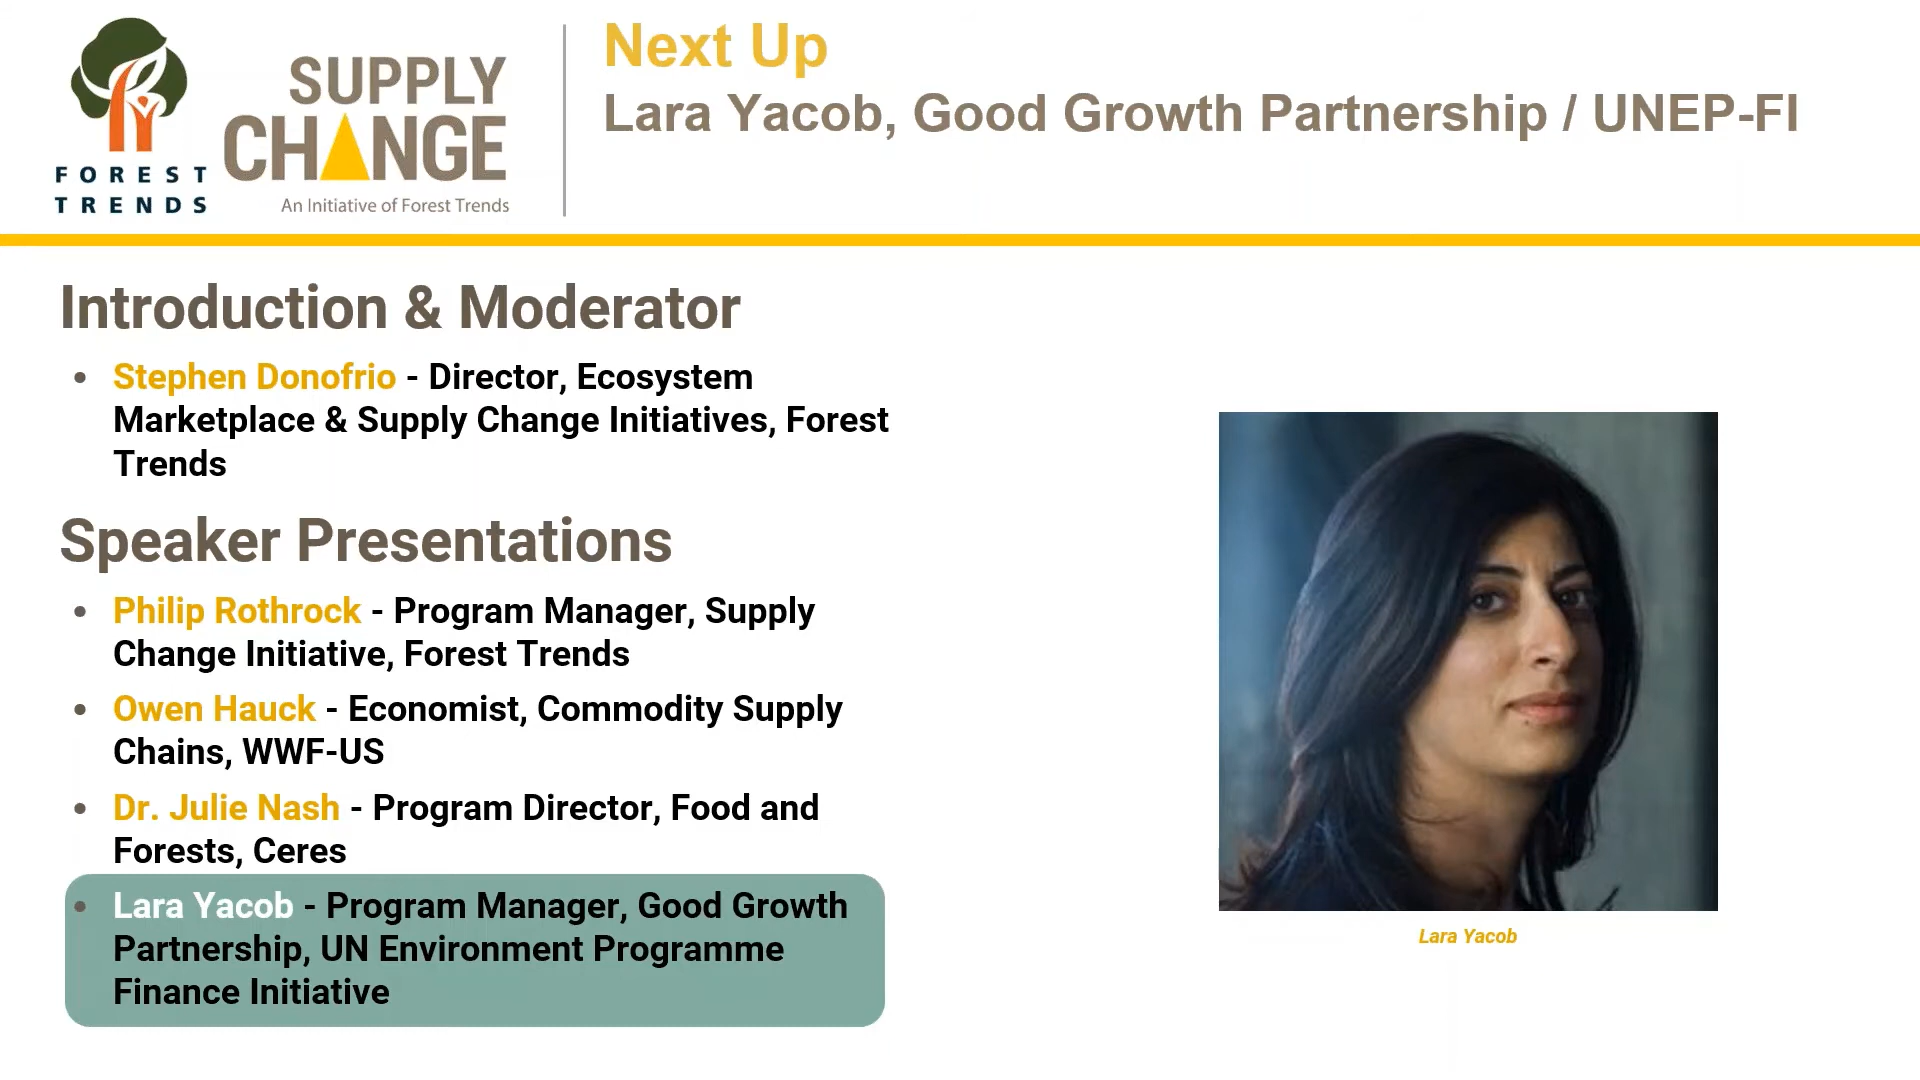 FOREST
TRENDS
SUPPLY
CHANGE
An Initiative of Forest Trends
Next Up
Lara Yacob, Good Growth Partnership / UNEP-FI
Introduction & Moderator
• Stephen Donofrio - Director, Ecosystem
Marketplace & Supply Change Initiatives, Forest
Trends
Speaker Presentations
• Philip Rothrock - Program Manager, Supply
Change Initiative, Forest Trends
• Owen Hauck - Economist, Commodity Supply
Chains, WWF-US
• Dr. Julie Nash - Program Director, Food and
Forests, Ceres
• Lara Yacob - Program Manager, Good Growth
Partnership, UN Environment Programme
Finance Initiative
Lara Yacob